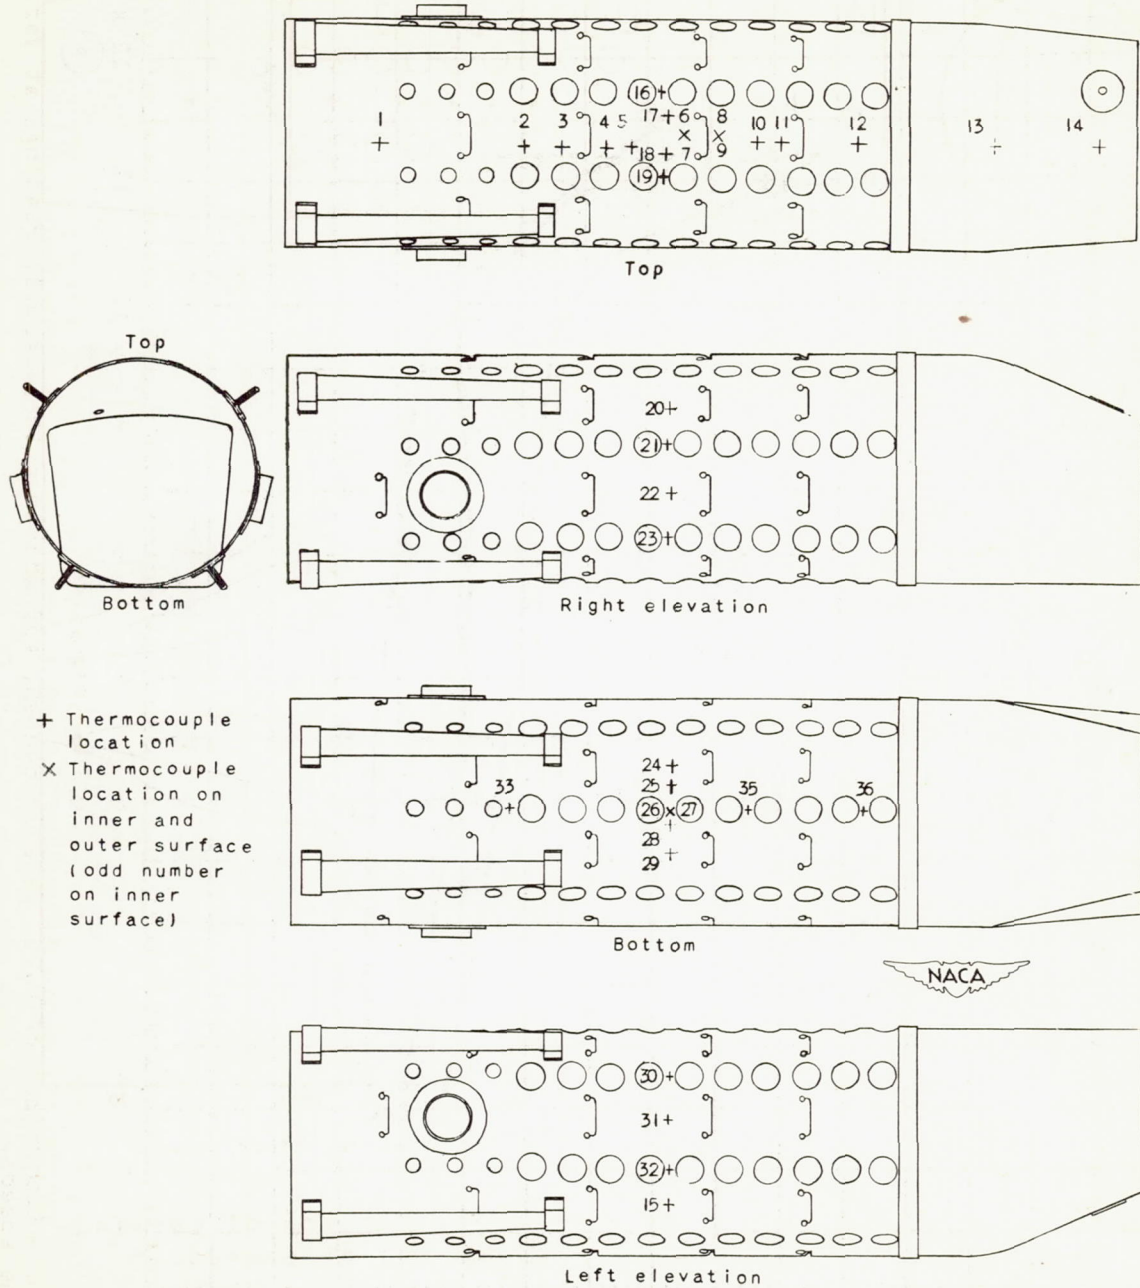 16
1 2 3 4 5 17 6 8 10 11 12 13 14
18 7 9
19
Top
Top
20
21
22
23
Bottom
Right elevation
+ Thermocouple
location
× Thermocouple
location on
inner and
outer surface
(odd number
on inner
surface)
24
33 25 35 36
26 27
28
29
Bottom
NACA
30
31
32
15
Left elevation